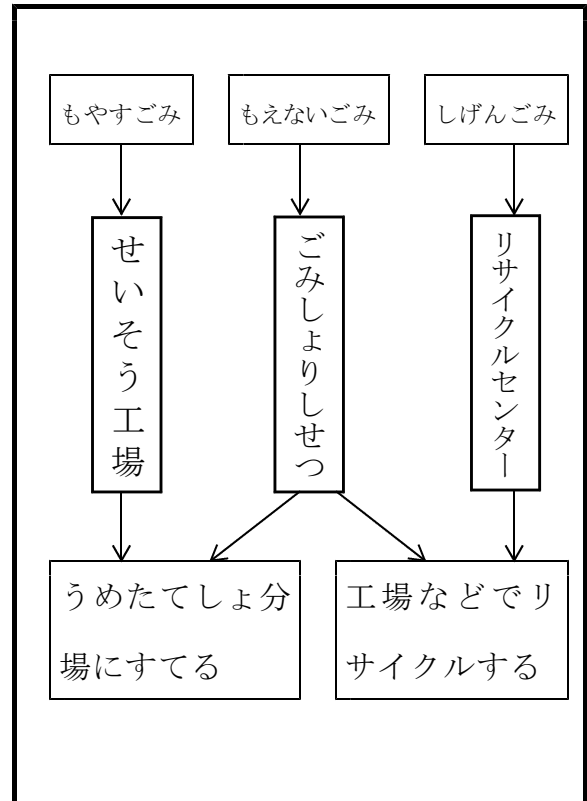 もやすごみ
もえないごみ
しげんごみ
せいそう工場
ごみしょりしせつ
リサイクルセンター
うめたてしょ分
場にすてる
工場などでリ
サイクルする